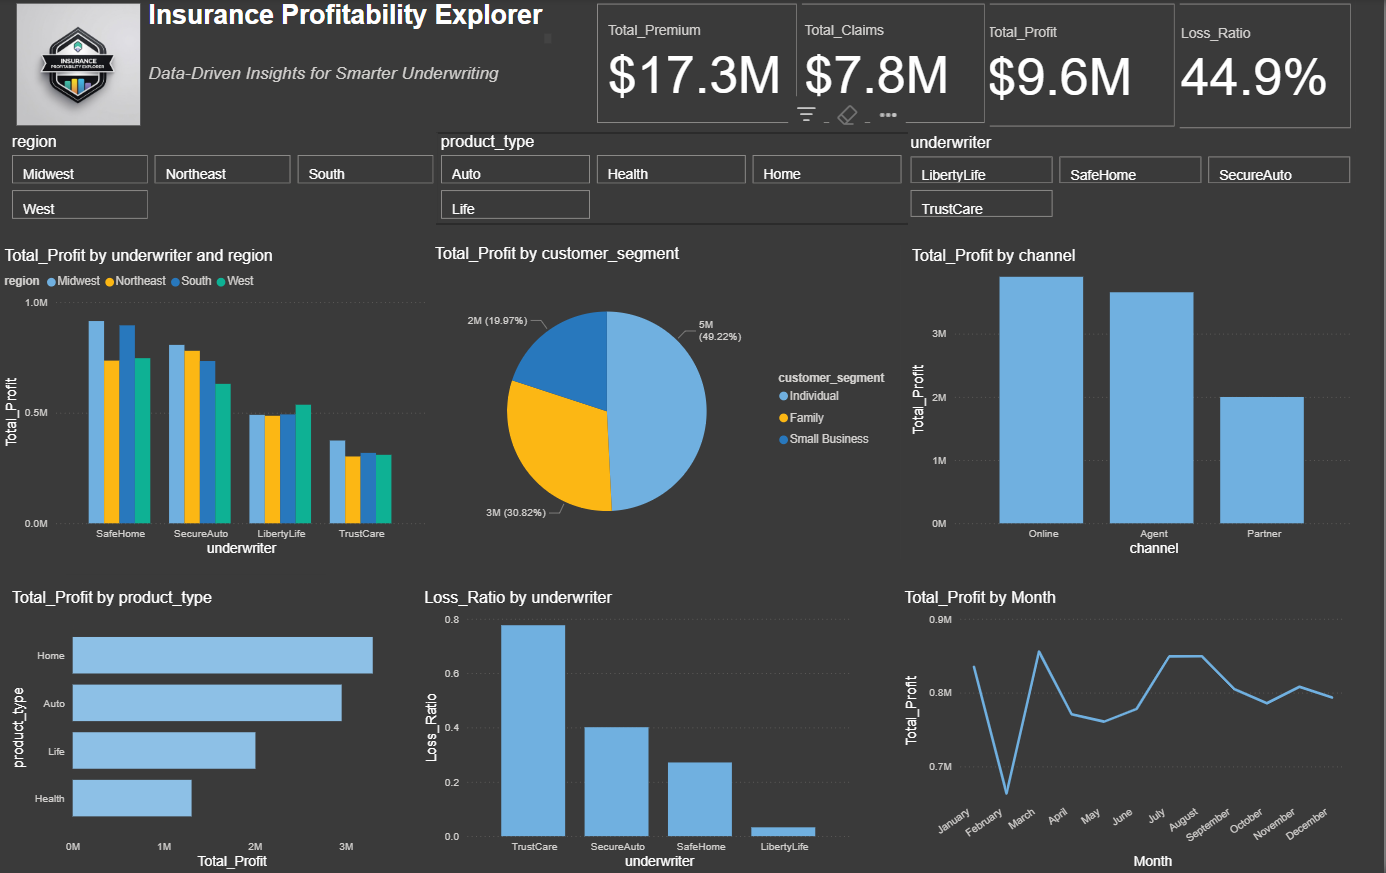 Insurance Profitability Explorer
Data-Driven Insights for Smarter Underwriting
INSURANCE
PROFITABILITY EXPLORER
Total_Premium
$17.3M
Total_Claims
$7.8M
Total_Profit
$9.6M
Loss_Ratio
44.9%
region
Midwest Northeast South
West
product_type
Auto Health Home
Life
underwriter
LibertyLife SafeHome SecureAuto
TrustCare
Total_Profit by underwriter and region
region Midwest Northeast South West
1.0M
0.5M
0.0M
Total_Profit
SafeHome SecureAuto LibertyLife TrustCare
underwriter
Total_Profit by customer_segment
2M (19.97%)
5M
(49.22%)
3M (30.82%)
customer_segment
Individual
Family
Small Business
Total_Profit by channel
3M
2M
1M
0M
Total_Profit
Online Agent Partner
channel
Total_Profit by product_type
product_type
Home
Auto
Life
Health
0M 1M 2M 3M
Total_Profit
Loss_Ratio by underwriter
0.8
0.6
0.4
0.2
0.0
Loss_Ratio
TrustCare SecureAuto SafeHome LibertyLife
underwriter
Total_Profit by Month
0.9M
0.8M
0.7M
Total_Profit
January February March April May June July August September October November December
Month